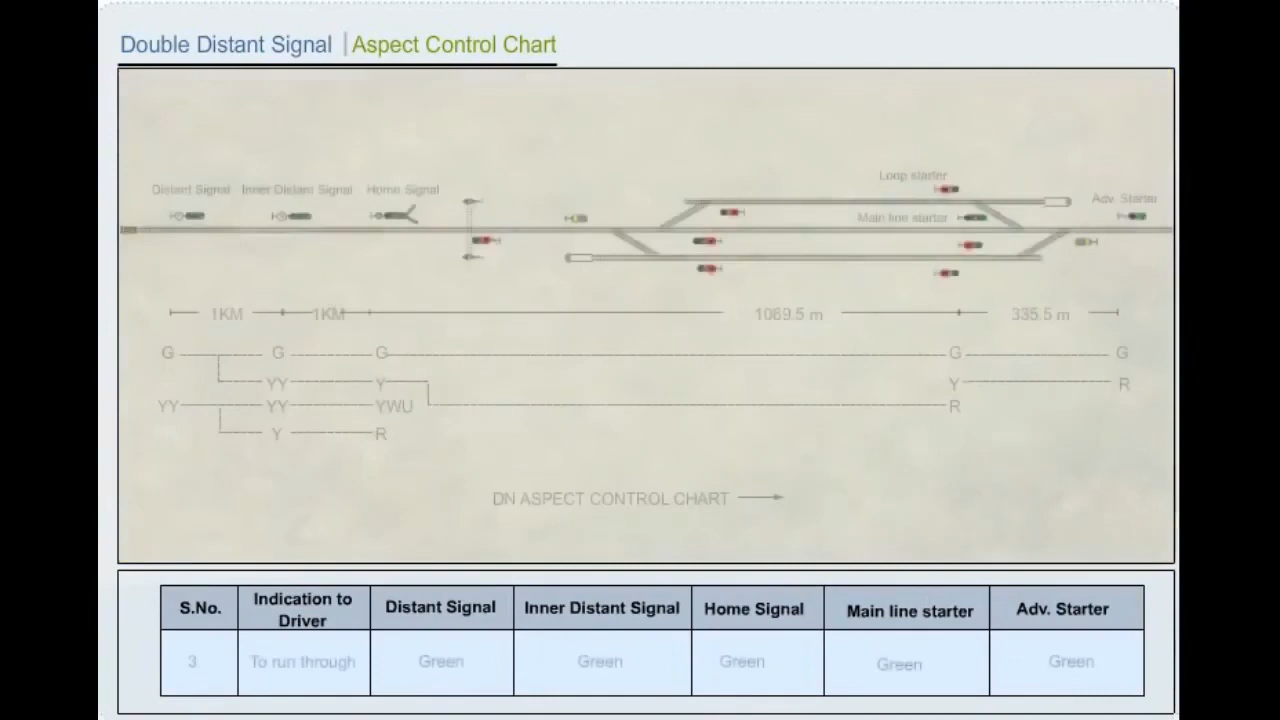 Double Distant Signal | Aspect Control Chart
Distant Signal Inner Distant Signal Home Signal
Loop starter
Main line starter
Adv. Starter
1KM 1KM 1069.5 m 335.5 m
G G G G G
YY Y Y R
YY YY YWU R
Y R
DN ASPECT CONTROL CHART
S.No. Indication to Driver Distant Signal Inner Distant Signal Home Signal Main line starter Adv. Starter
3 To run through Green Green Green Green Green